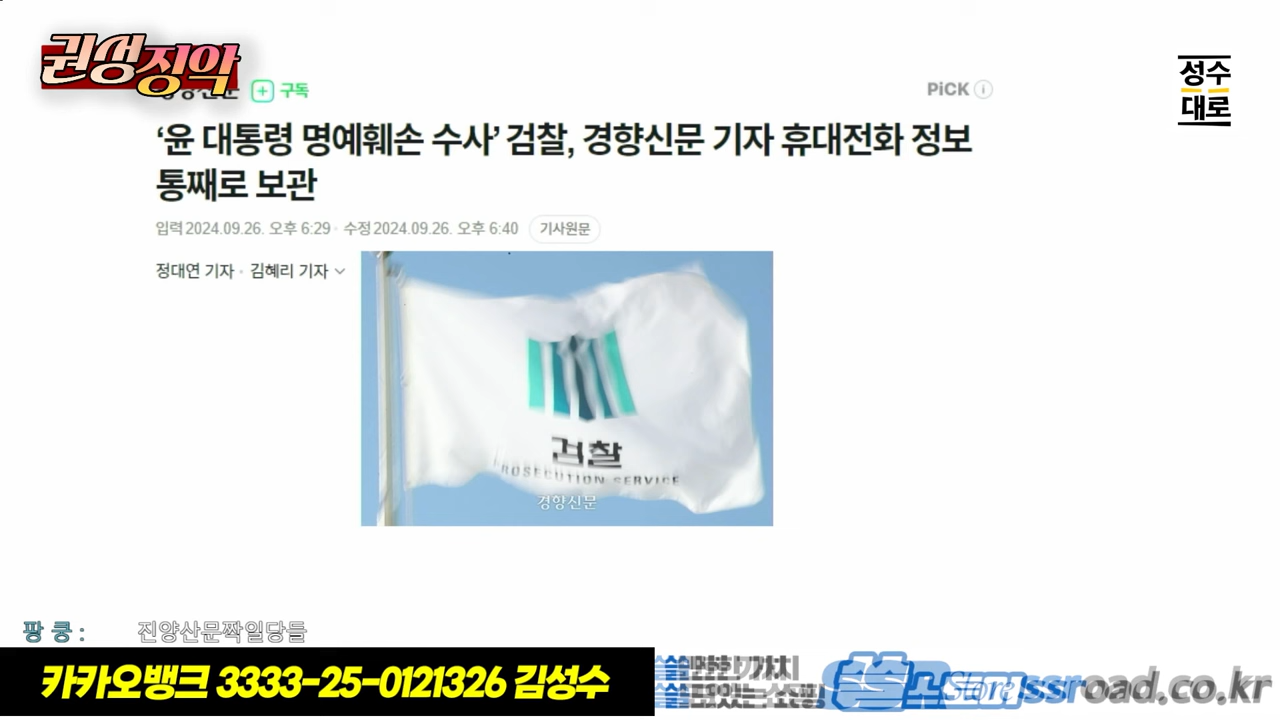 권성징악
구독
PiCK
성수
대로
‘윤 대통령 명예훼손 수사’ 검찰, 경향신문 기자 휴대전화 정보
통째로 보관
입력 2024.09.26. 오후 6:29 · 수정 2024.09.26. 오후 6:40 기사원문
정대연 기자 · 김혜리 기자
검찰
PROSECUTION SERVICE
경향신문
팡 쿵 : 진양산문짝일당들
카카오뱅크 3333-25-0121326 김성수
Store
ssroad.co.kr